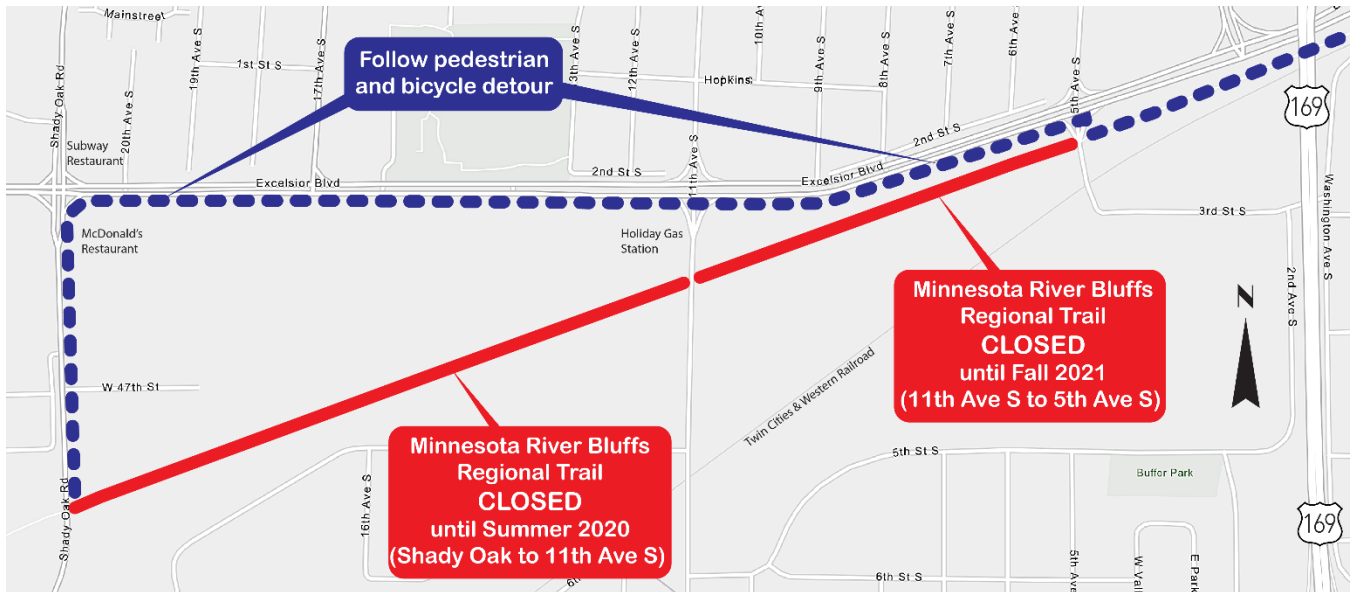 Mainstreet
Shady Oak Rd
20th Ave S
19th Ave S
1st St S
17th Ave S
Follow pedestrian
and bicycle detour
13th Ave S
12th Ave S
10th Ave S
Hopkins
9th Ave S
8th Ave S
7th Ave S
6th Ave S
5th Ave S
169
Subway
Restaurant
Excelsior Blvd
2nd St S
11th Ave S
Excelsior Blvd
2nd St S
McDonald's
Restaurant
Holiday Gas
Station
3rd St S
2nd Ave S
Washington Ave S
N
Minnesota River Bluffs
Regional Trail
CLOSED
until Fall 2021
(11th Ave S to 5th Ave S)
W 47th St
Twin Cities & Western Railroad
Minnesota River Bluffs
Regional Trail
CLOSED
until Summer 2020
(Shady Oak to 11th Ave S)
Shady Oak Rd
16th Ave S
5th St S
Buffer Park
169
6th St S
5th Ave
W Vall
E Park